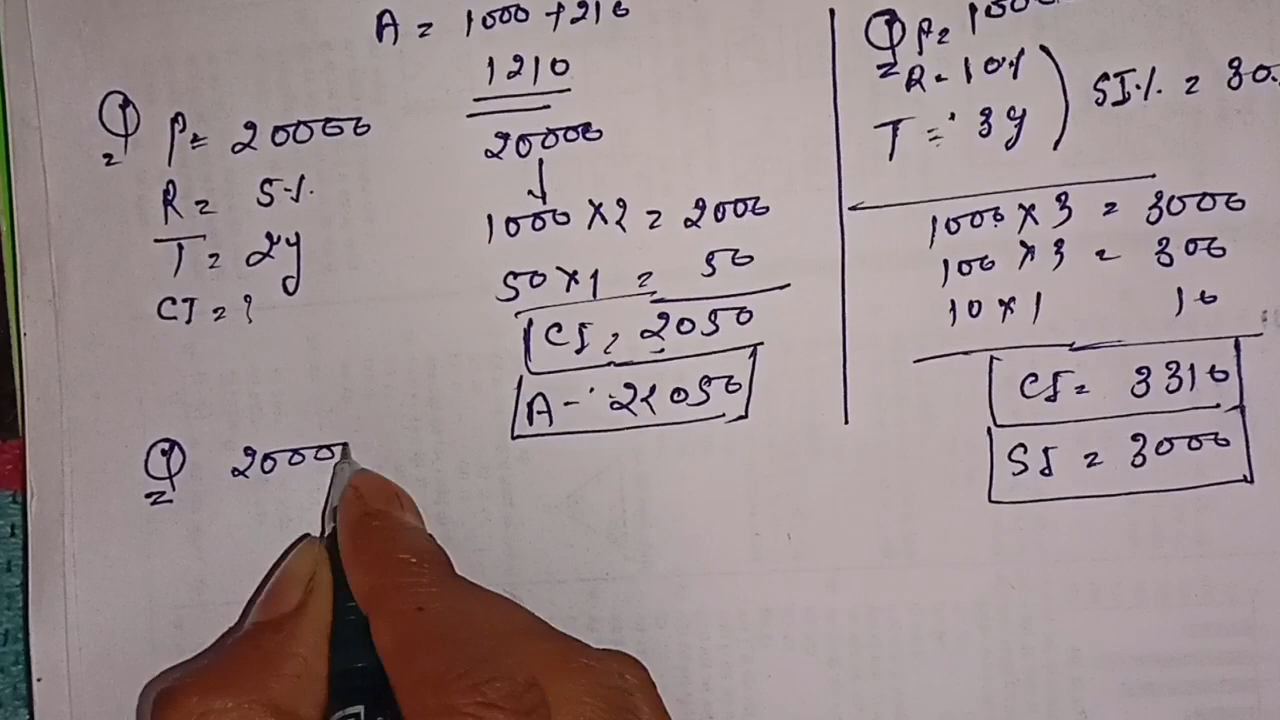 A = 1000 + 210
1210
Q P = 20000
R = 5%
T = 2y
CI = ?
20000
1000 × 2 = 2000
50 × 1 = 50
CI = 2050
A = 22050
Q 2000
Q P =
R = 10%
T = 3y
SI% = 30
1000 × 3 = 3000
100 × 3 = 300
10 × 1 10
CI = 3310
SI = 3000